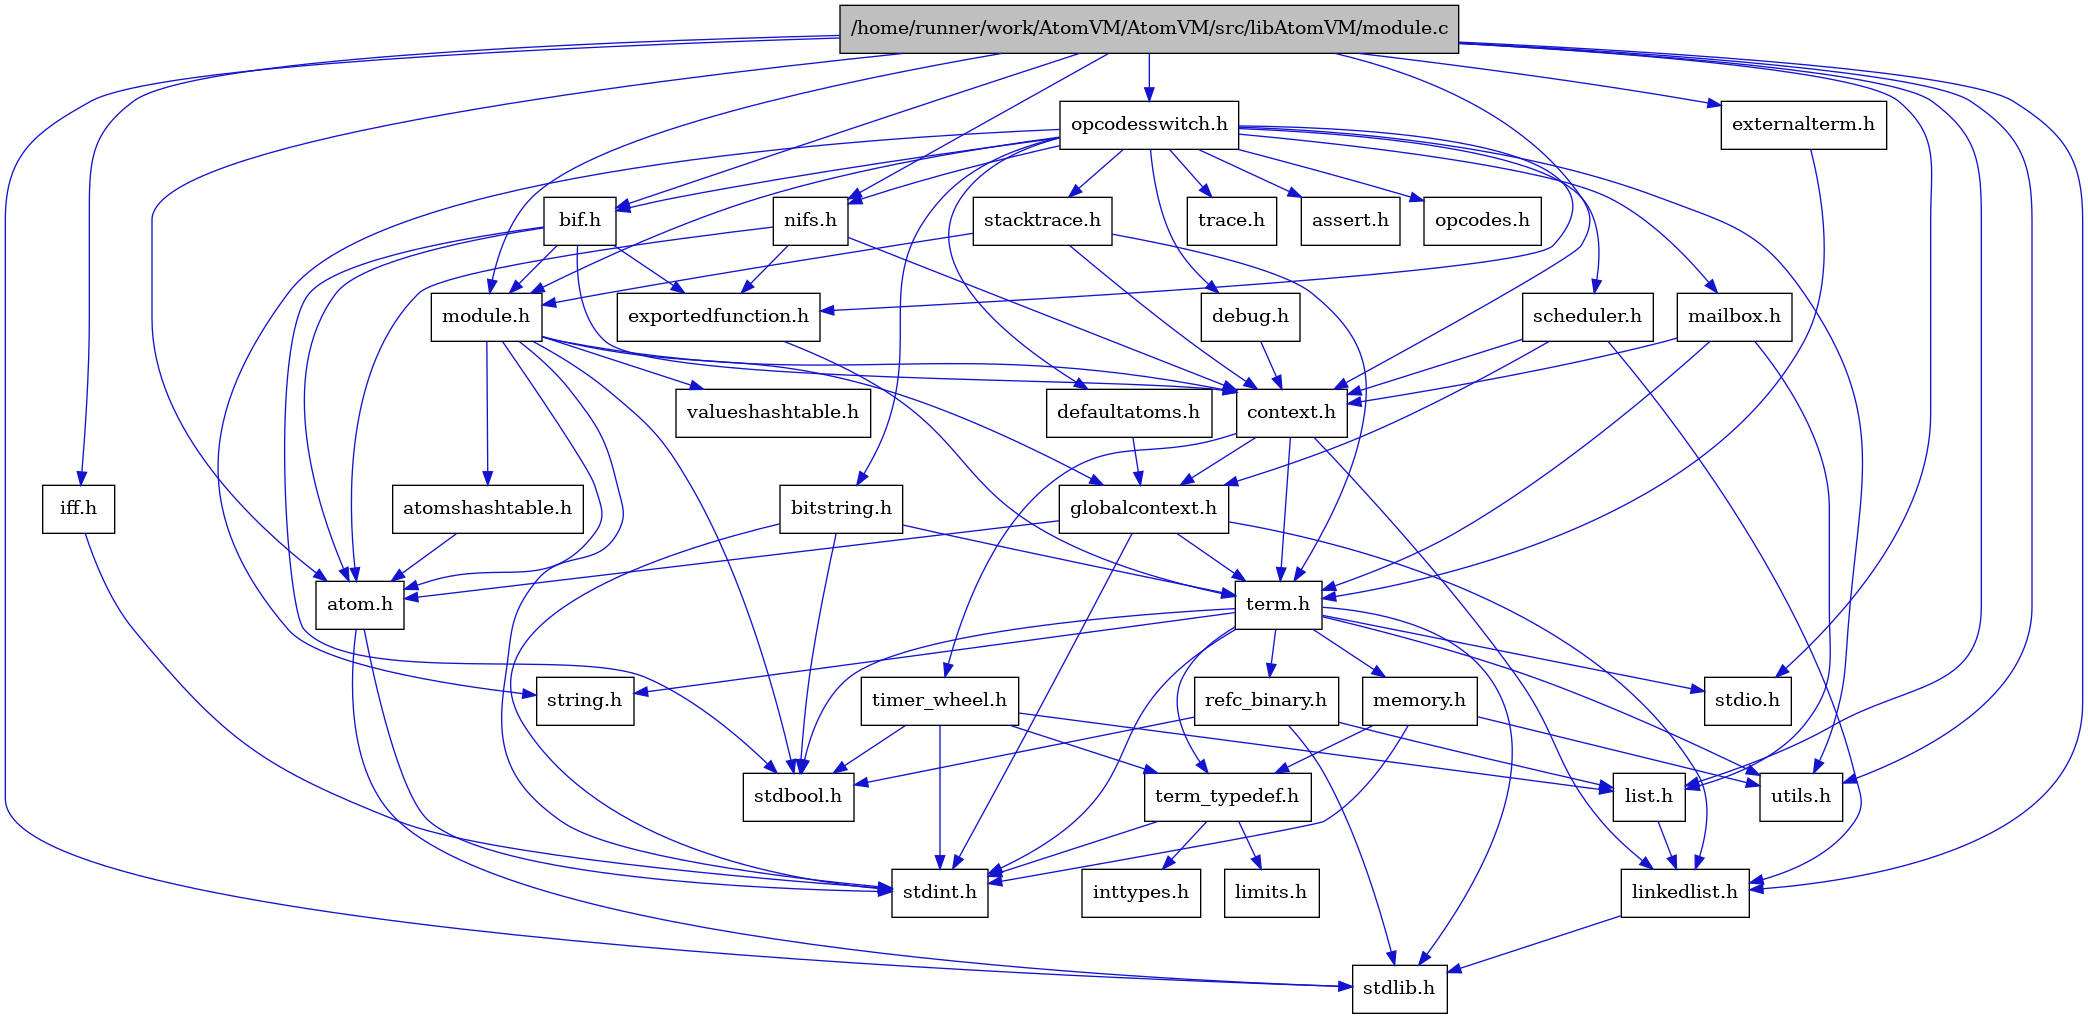 /home/runner/work/AtomVM/AtomVM/src/libAtomVM/module.c
opcodesswitch.h
externalterm.h
bif.h
nifs.h
stacktrace.h
trace.h
assert.h
opcodes.h
module.h
exportedfunction.h
debug.h
scheduler.h
mailbox.h
valueshashtable.h
defaultatoms.h
context.h
iff.h
atomshashtable.h
bitstring.h
globalcontext.h
atom.h
term.h
string.h
timer_wheel.h
refc_binary.h
memory.h
stdio.h
stdbool.h
term_typedef.h
list.h
utils.h
stdint.h
inttypes.h
limits.h
linkedlist.h
stdlib.h